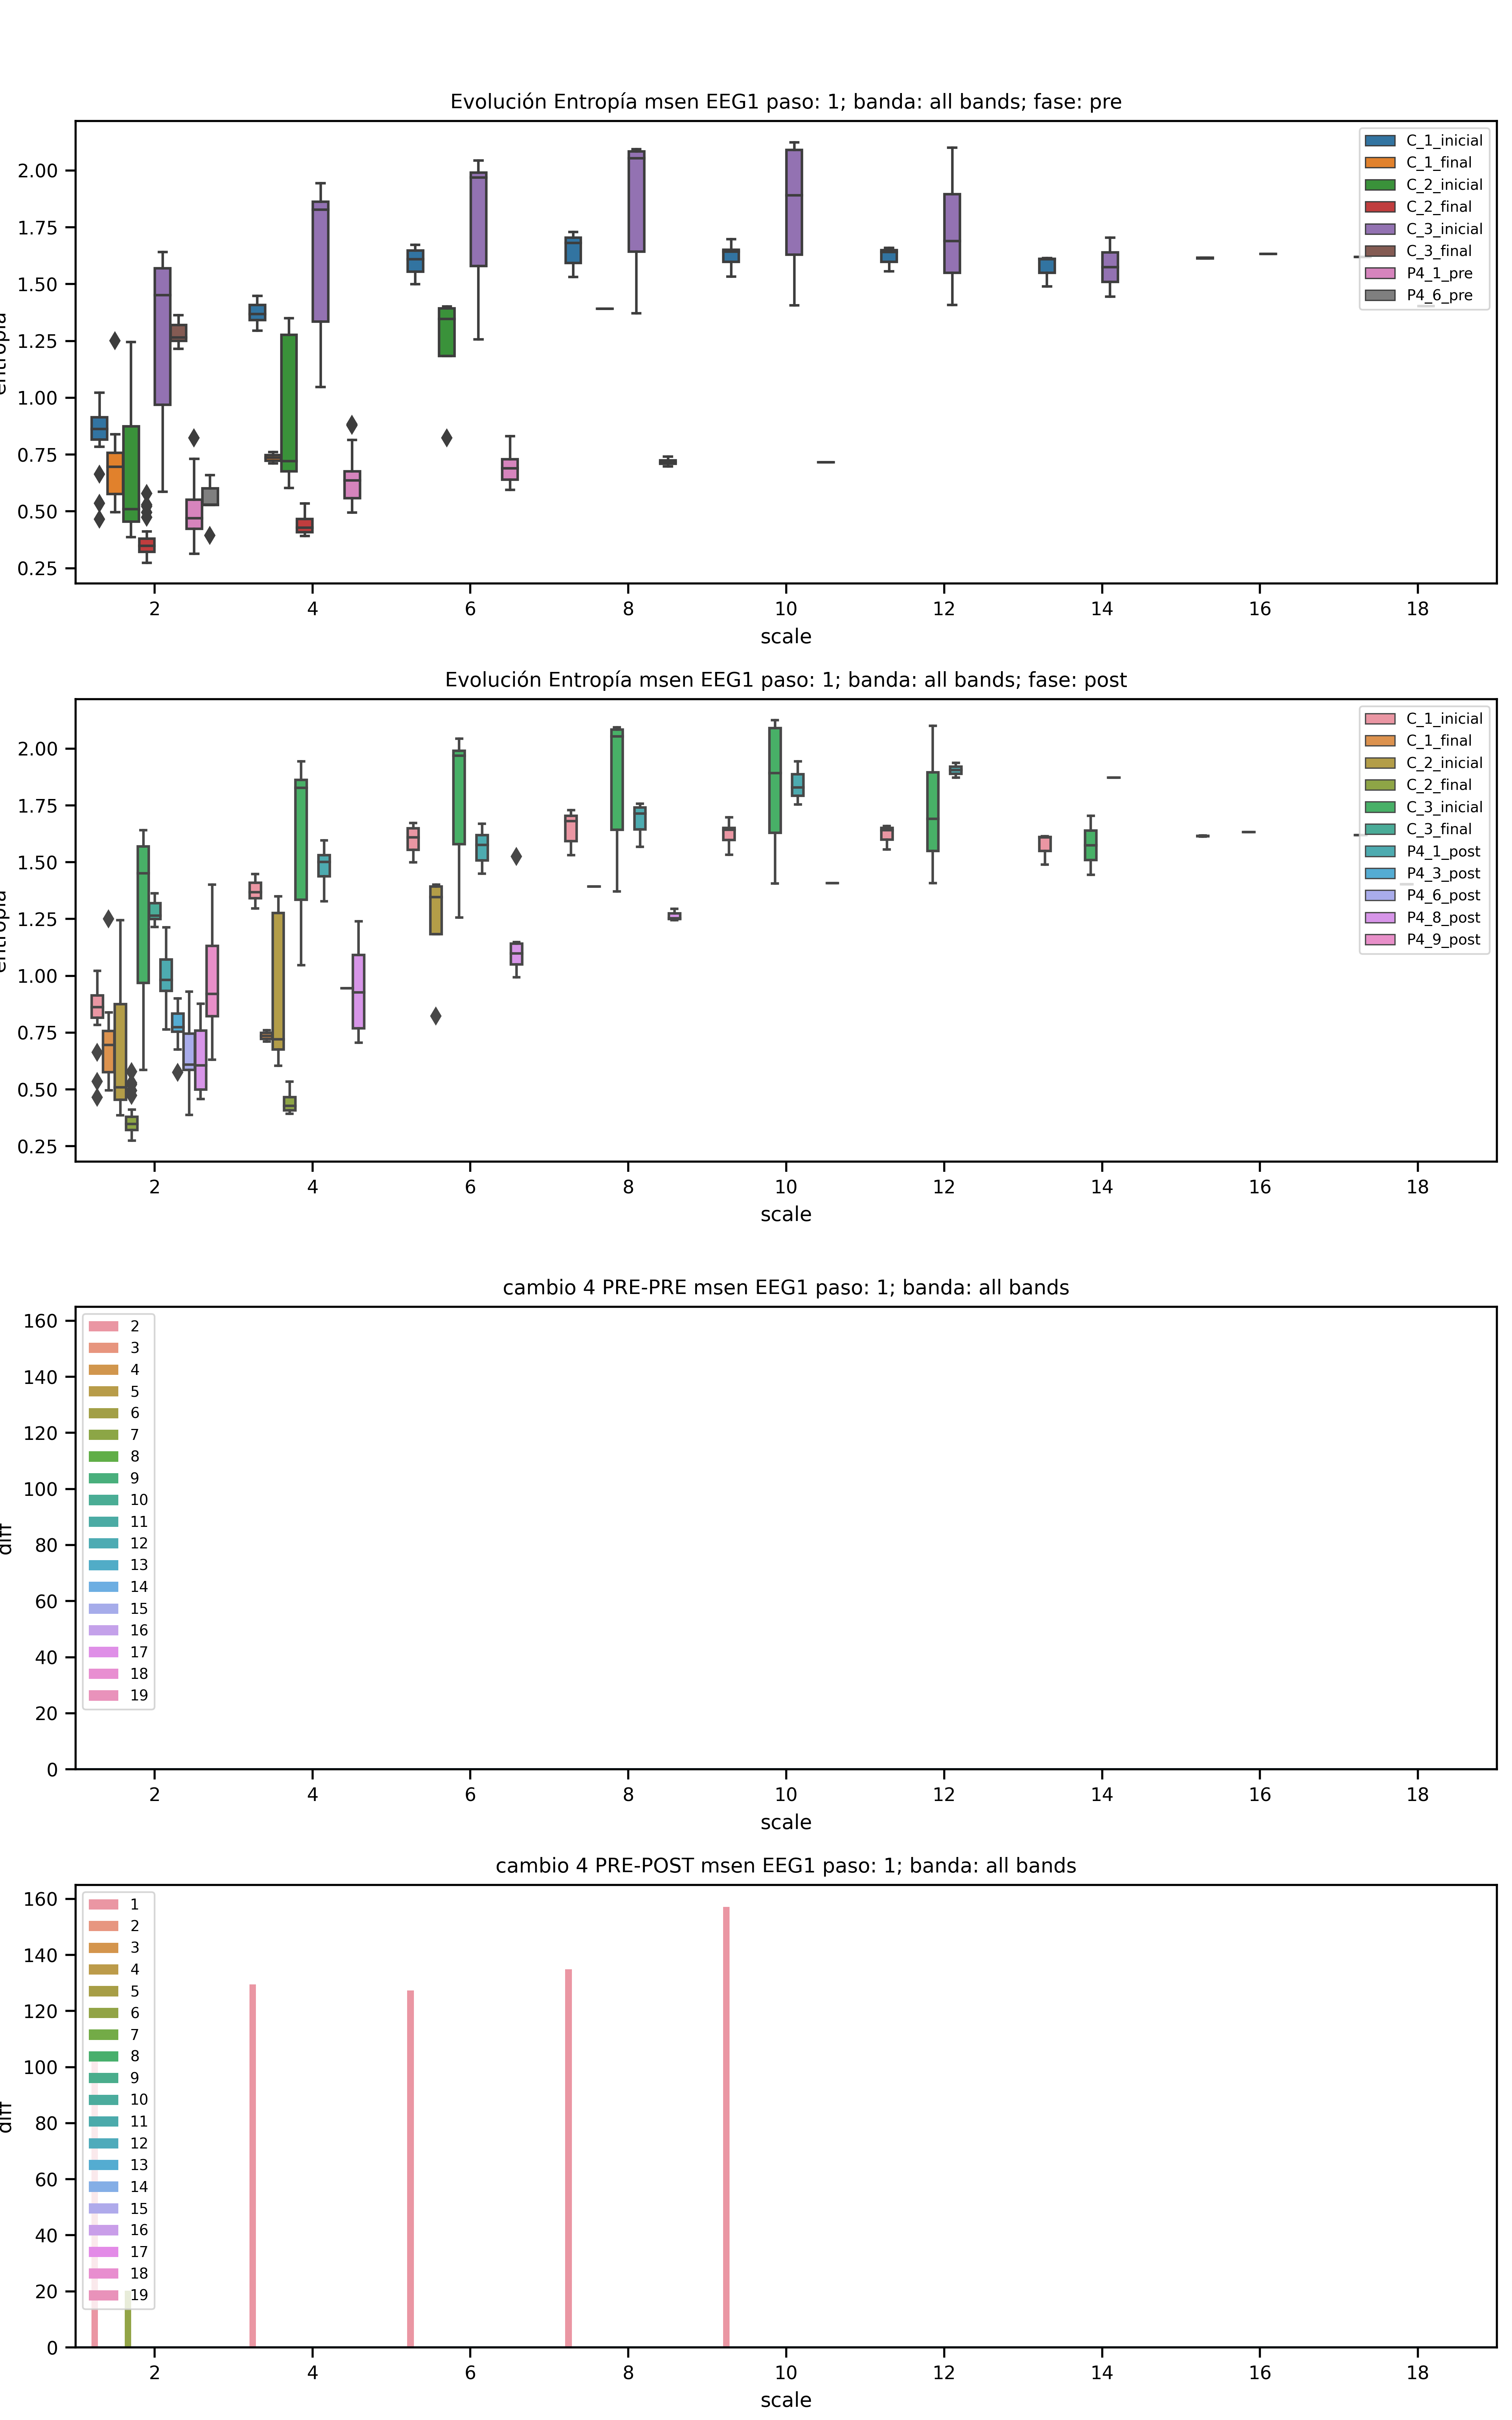 Evolución Entropía msen EEG1 paso: 1; banda: all bands; fase: pre
2.00
1.75
1.50
1.25
1.00
0.75
0.50
0.25
C_1_inicial
C_1_final
C_2_inicial
C_2_final
C_3_inicial
C_3_final
P4_1_pre
P4_6_pre
2 4 6 8 10 12 14 16 18
scale
Evolución Entropía msen EEG1 paso: 1; banda: all bands; fase: post
2.00
1.75
1.50
1.25
1.00
0.75
0.50
0.25
C_1_inicial
C_1_final
C_2_inicial
C_2_final
C_3_inicial
C_3_final
P4_1_post
P4_3_post
P4_6_post
P4_8_post
P4_9_post
2 4 6 8 10 12 14 16 18
scale
cambio 4 PRE-PRE msen EEG1 paso: 1; banda: all bands
diff
160
140
120
100
80
60
40
20
0
2
3
4
5
6
7
8
9
10
11
12
13
14
15
16
17
18
19
2 4 6 8 10 12 14 16 18
scale
cambio 4 PRE-POST msen EEG1 paso: 1; banda: all bands
diff
160
140
120
100
80
60
40
20
0
1
2
3
4
5
6
7
8
9
10
11
12
13
14
15
16
17
18
19
2 4 6 8 10 12 14 16 18
scale